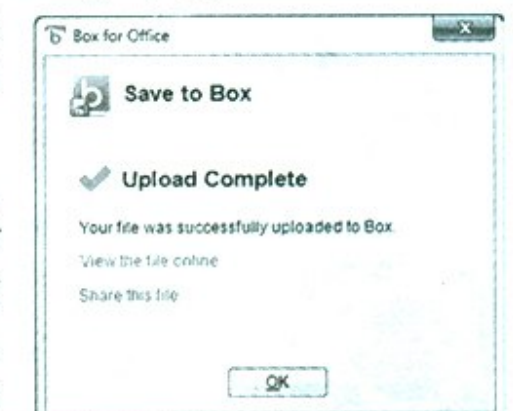 Box for Office
Save to Box
Upload Complete
Your file was successfully uploaded to Box.
View the file online
Share this file
OK